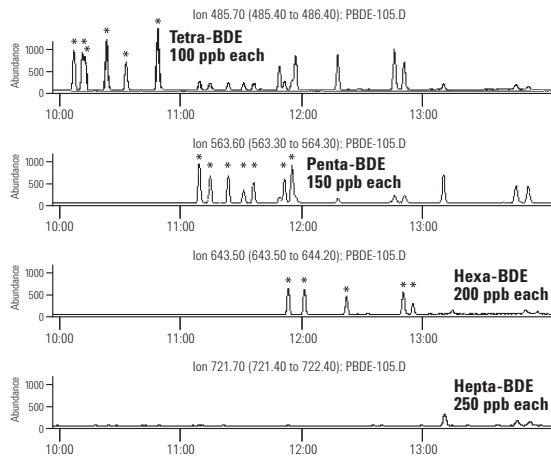 Ion 485.70 (485.40 to 486.40): PBDE-105.D
* * * * * *
Tetra-BDE
100 ppb each
Abundance
1000
500
0
10:00 11:00 12:00 13:00
Ion 563.60 (563.30 to 564.30): PBDE-105.D
* * * * * * *
Penta-BDE
150 ppb each
Abundance
1000
500
0
10:00 11:00 12:00 13:00
Ion 643.50 (643.50 to 644.20): PBDE-105.D
* * * * *
Hexa-BDE
200 ppb each
Abundance
1000
500
0
10:00 11:00 12:00 13:00
Ion 721.70 (721.40 to 722.40): PBDE-105.D
Hepta-BDE
250 ppb each
Abundance
1000
500
0
10:00 11:00 12:00 13:00